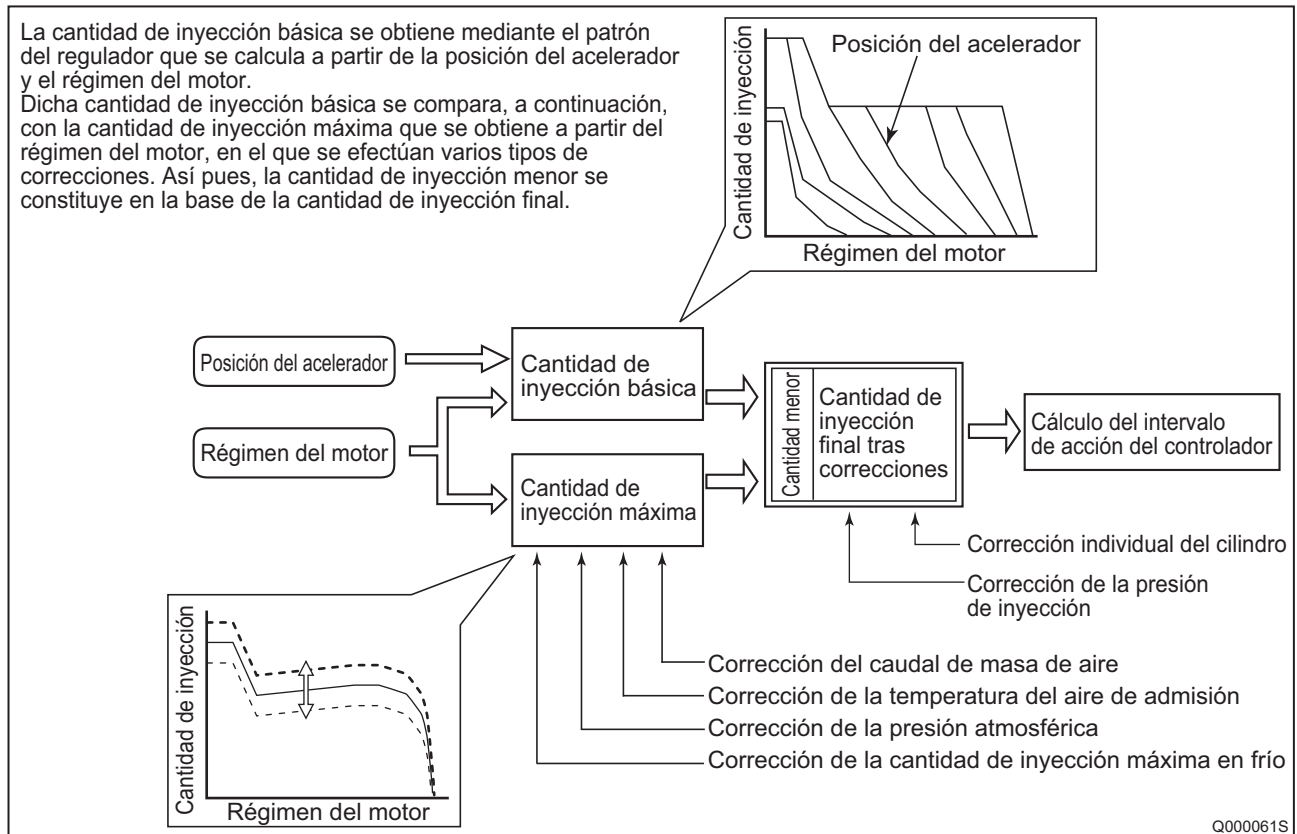 La cantidad de inyección básica se obtiene mediante el patrón
del regulador que se calcula a partir de la posición del acelerador
y el régimen del motor.
Dicha cantidad de inyección básica se compara, a continuación,
con la cantidad de inyección máxima que se obtiene a partir del
régimen del motor, en el que se efectúan varios tipos de
correcciones. Así pues, la cantidad de inyección menor se
constituye en la base de la cantidad de inyección final.
Cantidad de inyección
Posición del acelerador
Régimen del motor
Posición del acelerador
Régimen del motor
Cantidad de
inyección básica
Cantidad de
inyección máxima
Cantidad menor
Cantidad de
inyección
final tras
correcciones
Cálculo del intervalo
de acción del controlador
Corrección individual del cilindro
Corrección de la presión
de inyección
Corrección del caudal de masa de aire
Corrección de la temperatura del aire de admisión
Corrección de la presión atmosférica
Corrección de la cantidad de inyección máxima en frío
Cantidad de inyección
Régimen del motor
Q000061S